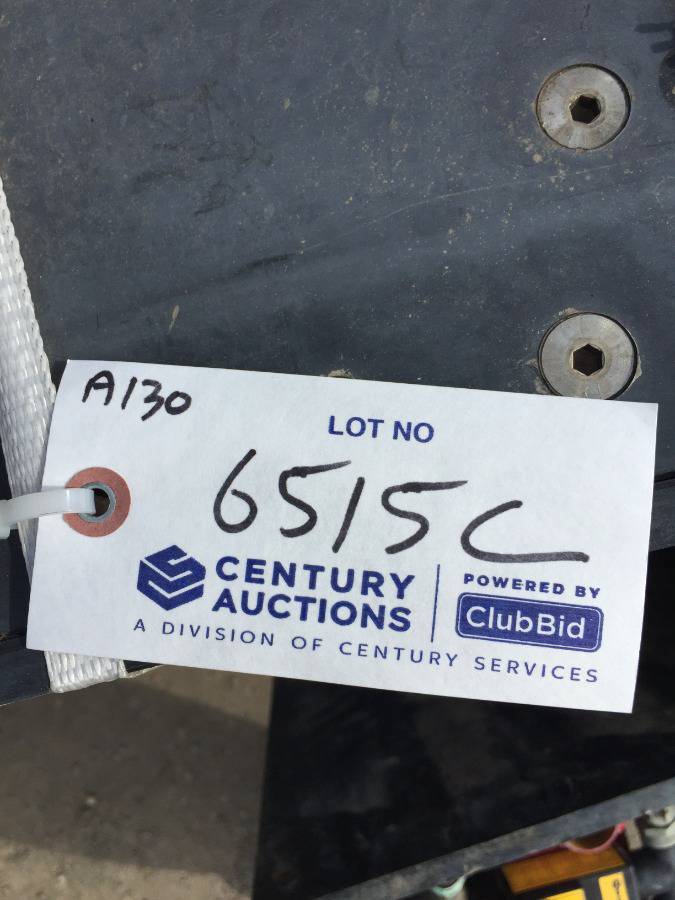 A130
LOT NO
6515C
CENTURY AUCTIONS
POWERED BY
ClubBid
A DIVISION OF CENTURY SERVICES